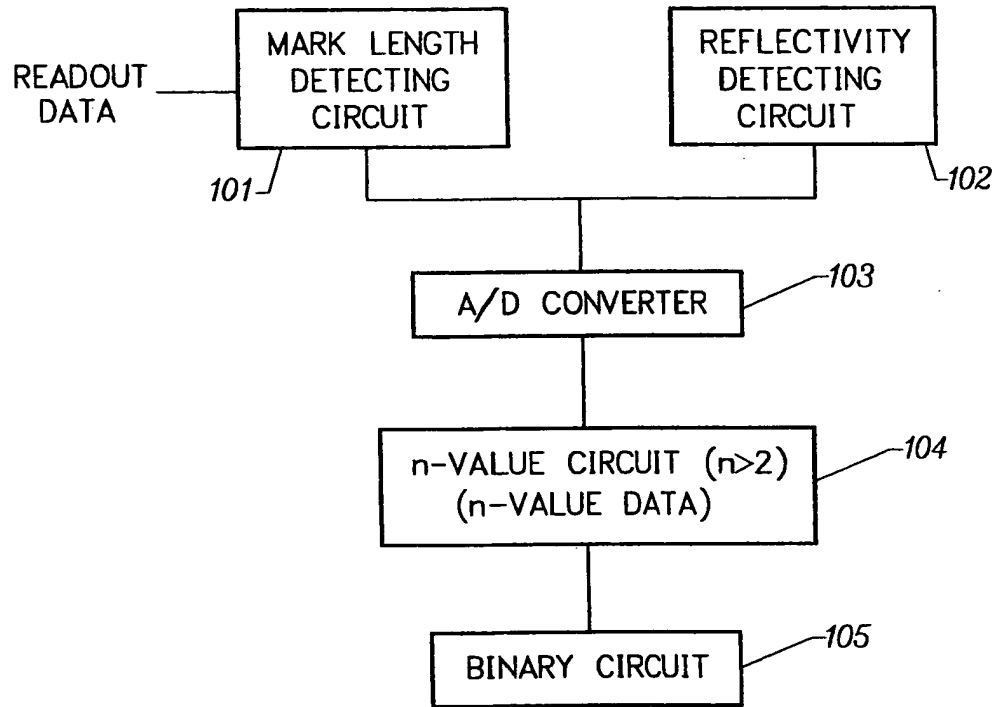 READOUT
DATA
MARK LENGTH
DETECTING
CIRCUIT
101
REFLECTIVITY
DETECTING
CIRCUIT
102
A/D CONVERTER
103
n-VALUE CIRCUIT (n>2)
(n-VALUE DATA)
104
BINARY CIRCUIT
105